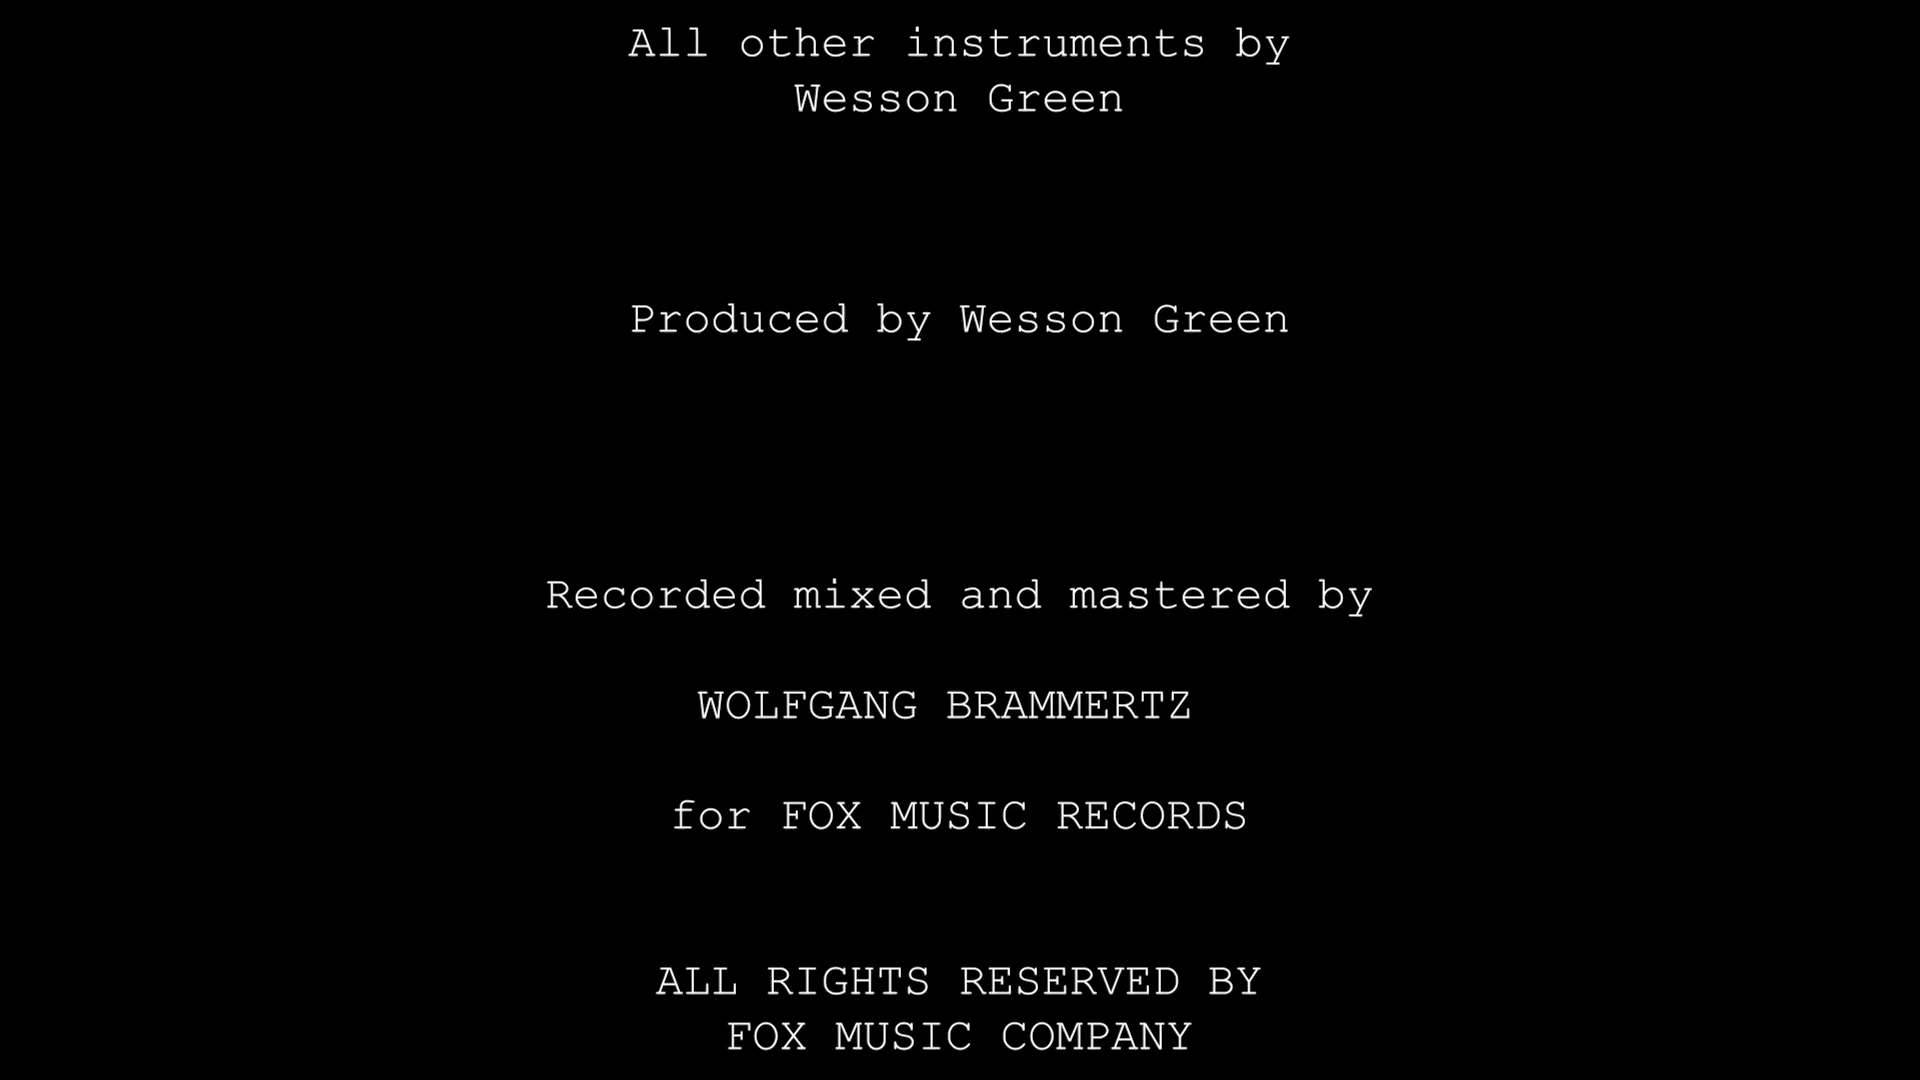 All other instruments by
Wesson Green
Produced by Wesson Green
Recorded mixed and mastered by
WOLFGANG BRAMMERTZ
for FOX MUSIC RECORDS
ALL RIGHTS RESERVED BY
FOX MUSIC COMPANY